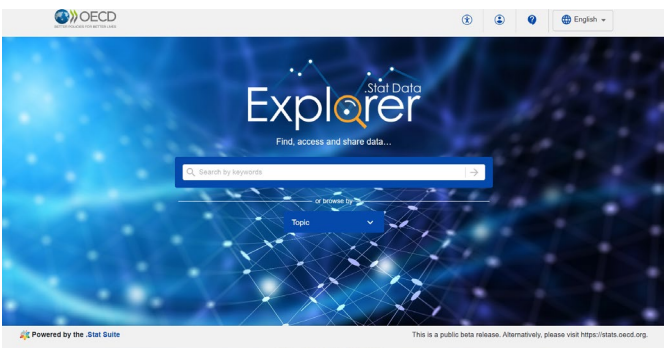 OECD
BETTER POLICIES FOR BETTER LIVES
English
.Stat Data
Explorer
Find, access and share data...
Search by keywords
or browse by
Topic
Powered by the .Stat Suite
This is a public beta release. Alternatively, please visit https://stats.oecd.org.